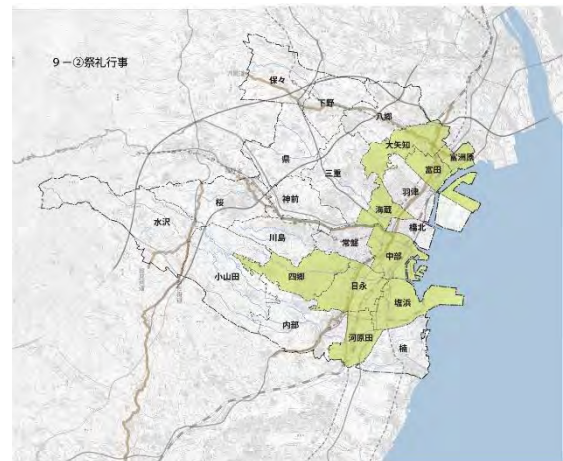 9－②祭礼行事
保々
下野
八郷
大矢知
富洲原
富田
県
三重
羽津
桜
神前
海蔵
水沢
橋北
川島
常磐
中部
小山田
四郷
日永
塩浜
内部
河原田
楠